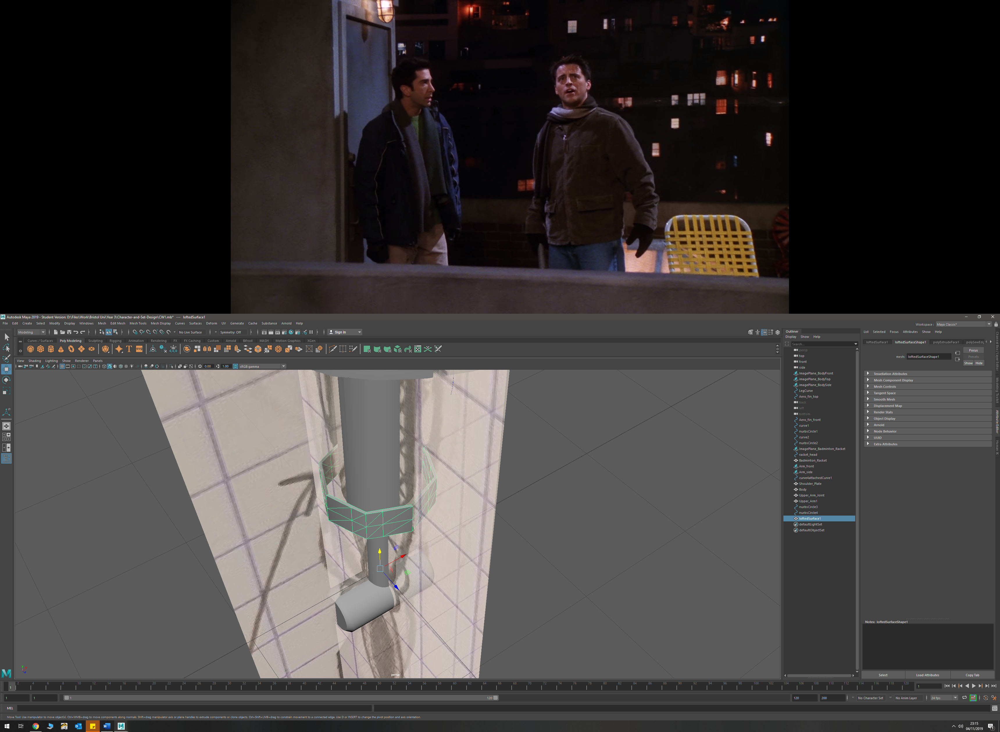 Autodesk Maya 2019 - Student Version: D:\Files\Work\Bristol Uni\Year 3\Character-and-Set-Design\CW1.mb* --- loftedSurface1
File Edit Create Select Modify Display Windows Mesh Edit Mesh Mesh Tools Mesh Display Curves Surfaces Deform UV Generate Cache Substance Arnold Help
Workspace : Maya Classic*
Modeling No Live Surface Symmetry: Off Sign In
Curves / Surfaces Poly Modeling Sculpting Rigging Animation Rendering FX FX Caching Custom Arnold Bifrost MASH Motion Graphics XGen
T SVG 0,0,0
View Shading Lighting Show Renderer Panels
0.00 1.00 sRGB gamma
persp
Outliner
Display Show Help
Search...
persp
top
front
side
imagePlane_BodyFront
imagePlane_BodyTop
imagePlane_BodySide
LegCurve
Aero_fin_top
back
left
bottom
Aero_fin_front
curve1
nurbsCircle1
curve2
nurbsCircle2
ImagePlane_Badminton_Racket
racket_head
Badminton_Racket
Arm_front
Arm_side
curve4attachedCurve1
Shoulder_Plate
Body
Upper_Arm_Joint
Upper_Arm1
nurbsCircle3
nurbsCircle4
loftedSurface1
defaultLightSet
defaultObjectSet
List Selected Focus Attributes Show Help
loftedSurface1 loftedSurfaceShape1 polyExtrudeFace1 polySewEdg
Focus
Presets
mesh: loftedSurfaceShape1
Show Hide
Tessellation Attributes
Mesh Component Display
Mesh Controls
Tangent Space
Smooth Mesh
Displacement Map
Render Stats
Object Display
Arnold
Node Behavior
UUID
Extra Attributes
Notes: loftedSurfaceShape1
Select Load Attributes Copy Tab
Channel Box / Layer Editor
Modeling Toolkit
Attribute Editor
Human IK
1 2 4 6 8 10 12 14 16 18 20 22 24 26 28 30 32 34 36 38 40 42 44 46 48 50 52 54 56 58 60 62 64 66 68 70 72 74 76 78 80 82 84 86 88 90 92 94 96 98 100 102 104 106 108 110 112 114 116 118 120 1
1 1 1 120 120 200 No Character Set No Anim Layer 24 fps
MEL
Move Tool: Use manipulator to move object(s). Ctrl+MMB+drag to move components along normals. Shift+drag manipulator axis or plane handles to extrude components or clone objects. Ctrl+Shift+LMB+drag to constrain movement to a connected edge. Use D or INSERT to change the pivot position and axis orientation.
23:15
04/11/2019